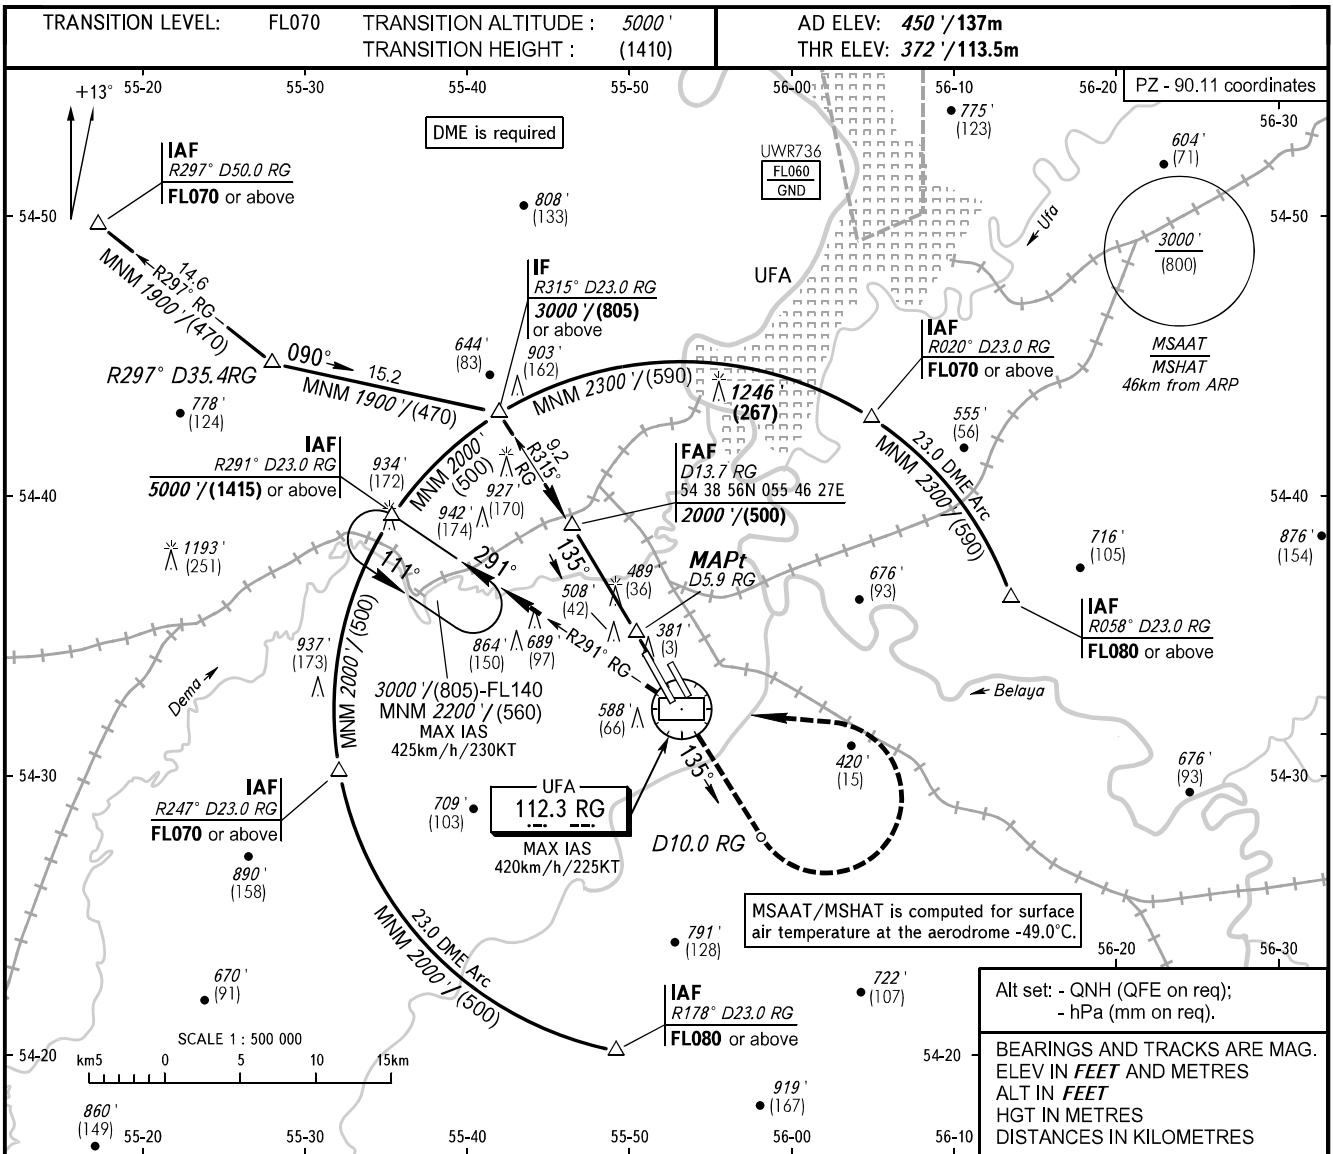 TRANSITION LEVEL: FL070 TRANSITION ALTITUDE : 5000 '
TRANSITION HEIGHT : (1410)
AD ELEV: 450 '/137m
THR ELEV: 372 '/113.5m
55-20 55-30 55-40 55-50 56-00 56-10 56-20
PZ - 90.11 coordinates
56-30
+13°
DME is required
775 '
(123)
604 '
(71)
IAF
R297° D50.0 RG
FL070 or above
UWR736
FL060
GND
54-50
808 '
(133)
Ufa
54-50
3000 '
(800)
MSAAT
MSHAT
46km from ARP
14.6
R297° RG
MNM 1900'/(470)
IF
R315° D23.0 RG
3000 '/(805)
or above
UFA
IAF
R020° D23.0 RG
FL070 or above
644 '
(83)
903 '
(162)
090°
15.2
MNM 1900'/(470)
R297° D35.4RG
MNM 2300 '/(590)
1246 '
(267)
778 '
(124)
555 '
(56)
IAF
R291° D23.0 RG
5000 '/(1415) or above
934 '
(172)
MNM 2000'
(500)
9.2
R315°
RG
927 '
(170)
942 '
(174)
FAF
D13.7 RG
54 38 56N 055 46 27E
2000 '/(500)
23.0 DME Arc
MNM 2300'/(590)
54-40
54-40
1193 '
(251)
111°
291°
135°
MAPt
D5.9 RG
489 '
(36)
508 '
(42)
716 '
(105)
876 '
(154)
676 '
(93)
IAF
R058° D23.0 RG
FL080 or above
937 '
(173)
MNM 2000'/(500)
864 '
(150)
689 '
(97)
R291° RG
381 '
(3)
Dema
Belaya
3000 '/(805)-FL140
MNM 2200 '/(560)
MAX IAS
425km/h/230KT
588 '
(66)
135°
420 '
(15)
676 '
(93)
54-30
54-30
IAF
R247° D23.0 RG
FL070 or above
UFA
112.3 RG
MAX IAS
420km/h/225KT
709 '
(103)
D10.0 RG
890 '
(158)
23.0 DME Arc
MNM 2000'/(500)
MSAAT/MSHAT is computed for surface
air temperature at the aerodrome -49.0°C.
791 '
(128)
56-20 56-30
670 '
(91)
722 '
(107)
IAF
R178° D23.0 RG
FL080 or above
Alt set: - QNH (QFE on req);
- hPa (mm on req).
SCALE 1 : 500 000
km5 0 5 10 15km
54-20
54-20
BEARINGS AND TRACKS ARE MAG.
ELEV IN FEET AND METRES
ALT IN FEET
HGT IN METRES
DISTANCES IN KILOMETRES
919 '
(167)
860 '
(149)
55-20 55-30 55-40 55-50 56-00 56-10